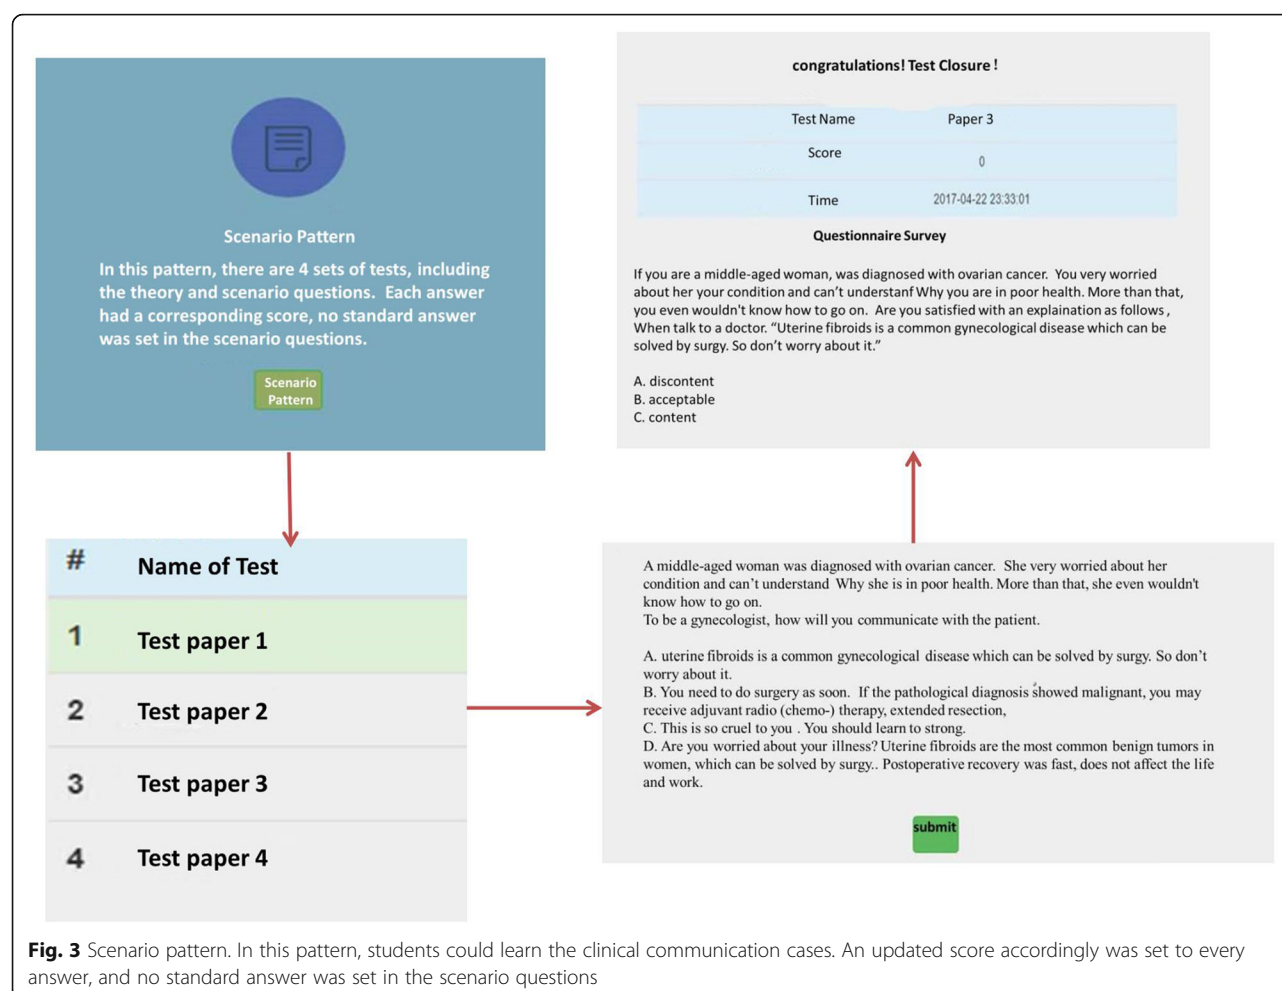 Scenario Pattern
In this pattern, there are 4 sets of tests, including
the theory and scenario questions. Each answer
had a corresponding score, no standard answer
was set in the scenario questions.
Scenario
Pattern
# Name of Test
1 Test paper 1
2 Test paper 2
3 Test paper 3
4 Test paper 4
A middle-aged woman was diagnosed with ovarian cancer. She very worried about her
condition and can't understand Why she is in poor health. More than that, she even wouldn't
know how to go on.
To be a gynecologist, how will you communicate with the patient.
A. uterine fibroids is a common gynecological disease which can be solved by surgy. So don't
worry about it.
B. You need to do surgery as soon. If the pathological diagnosis showed malignant, you may
receive adjuvant radio (chemo-) therapy, extended resection,
C. This is so cruel to you . You should learn to strong.
D. Are you worried about your illness? Uterine fibroids are the most common benign tumors in
women, which can be solved by surgy.. Postoperative recovery was fast, does not affect the life
and work.
submit
congratulations! Test Closure !
Test Name Paper 3
Score 0
Time 2017-04-22 23:33:01
Questionnaire Survey
If you are a middle-aged woman, was diagnosed with ovarian cancer. You very worried
about her your condition and can't understanf Why you are in poor health. More than that,
you even wouldn't know how to go on. Are you satisfied with an explaination as follows ,
When talk to a doctor. “Uterine fibroids is a common gynecological disease which can be
solved by surgy. So don't worry about it.”
A. discontent
B. acceptable
C. content
Fig. 3 Scenario pattern. In this pattern, students could learn the clinical communication cases. An updated score accordingly was set to every
answer, and no standard answer was set in the scenario questions